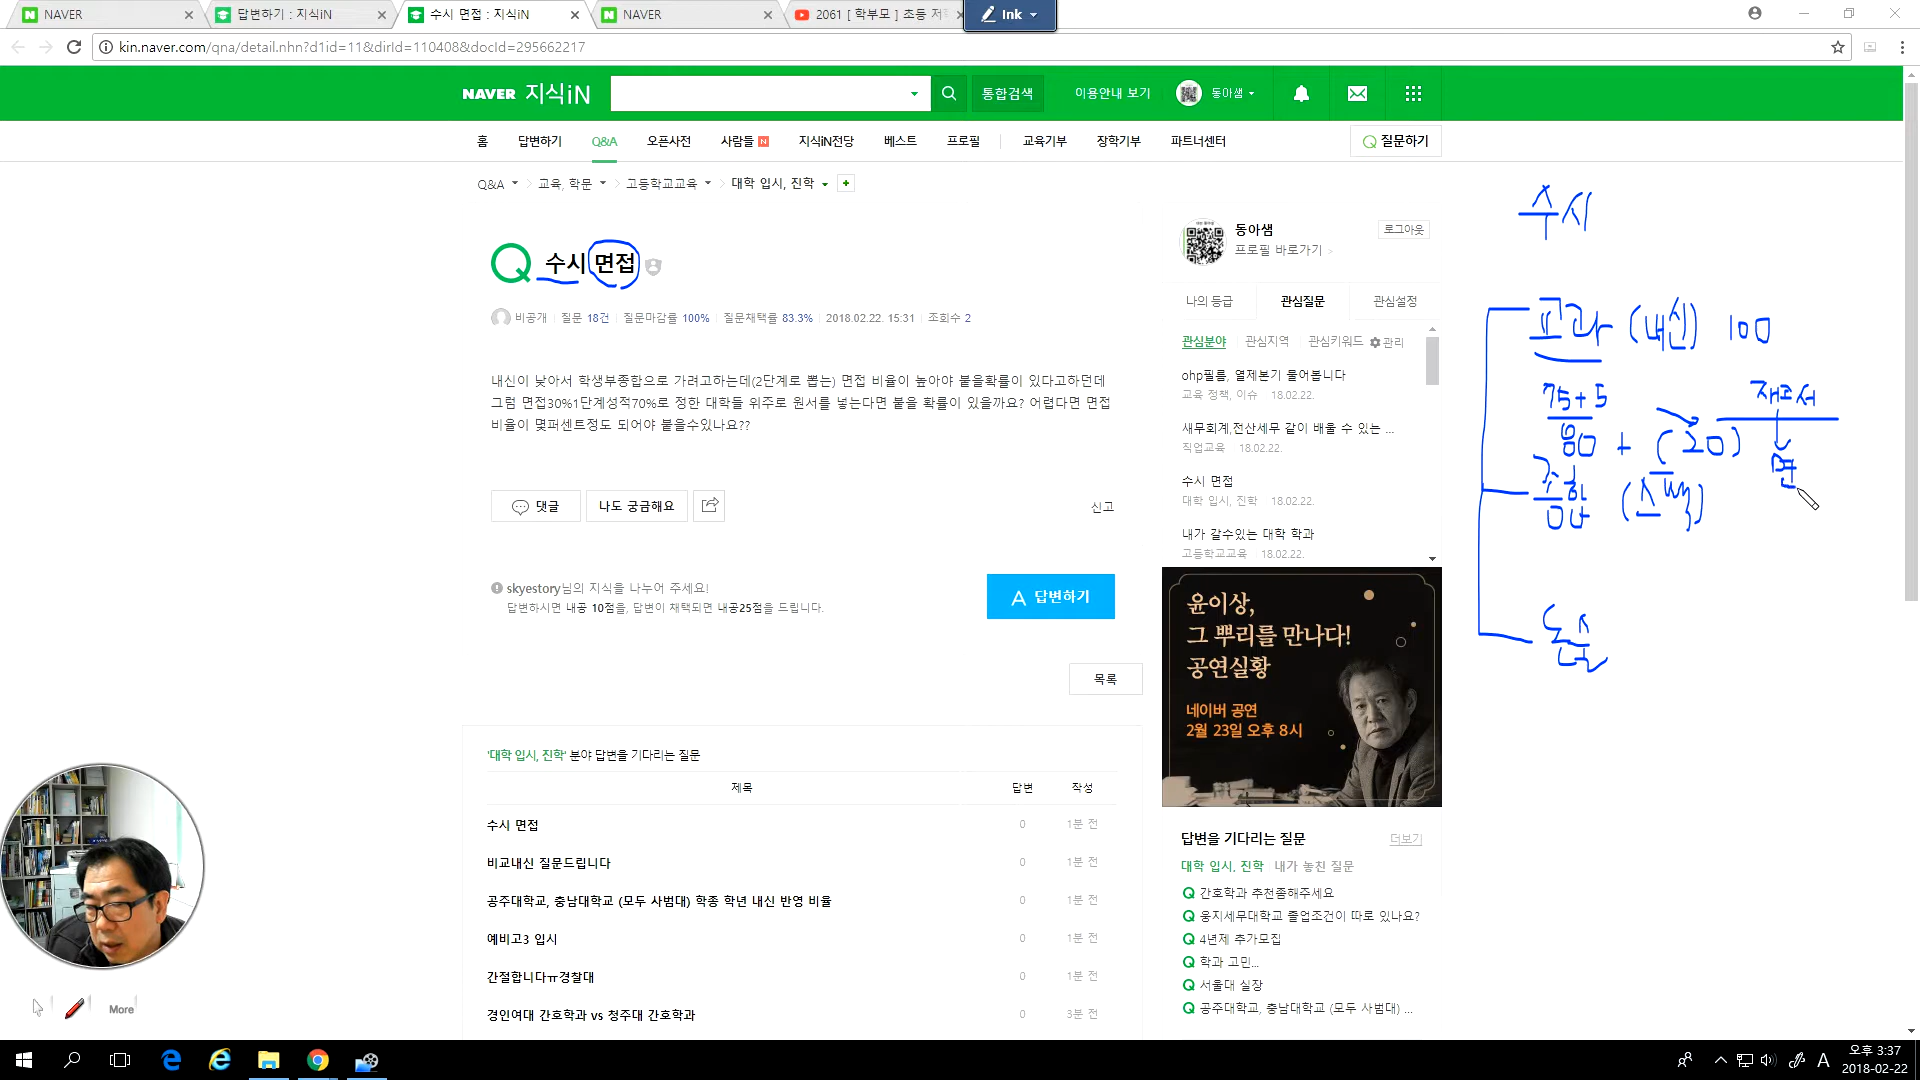 NAVER
답변하기 : 지식iN
수시 면접 : 지식iN
NAVER
2061 [ 학부모 ] 초등 저
Ink
kin.naver.com/qna/detail.nhn?d1id=11&dirId=110408&docId=295662217
NAVER 지식iN
통합검색
이용안내 보기
동아샘
홈 답변하기 Q&A 오픈사전 사람들 N 지식iN전당 베스트 프로필 교육기부 장학기부 파트너센터
Q 질문하기
Q&A 교육, 학문 고등학교교육 대학 입시, 진학 +
Q 수시 면접
비공개 질문 18건 질문마감률 100% 질문채택률 83.3% 2018.02.22. 15:31 조회수 2
내신이 낮아서 학생부종합으로 가려고하는데(2단계로 뽑는) 면접 비율이 높아야 붙을확률이 있다고하던데
그럼 면접30%1단계성적70%로 정한 대학들 위주로 원서를 넣는다면 붙을 확률이 있을까요? 어렵다면 면접
비율이 몇퍼센트정도 되어야 붙을수있나요??
댓글
나도 궁금해요
신고
skyestory님의 지식을 나누어 주세요!
답변하시면 내공 10점을, 답변이 채택되면 내공25점을 드립니다.
A 답변하기
목록
'대학 입시, 진학' 분야 답변을 기다리는 질문
제목 답변 작성
수시 면접 0 1분 전
비교내신 질문드립니다 0 1분 전
공주대학교, 충남대학교 (모두 사범대) 학종 학년 내신 반영 비율 0 1분 전
예비고3 입시 0 1분 전
간절합니다ㅠ경찰대 0 1분 전
경인여대 간호학과 vs 청주대 간호학과 0 3분 전
동아샘
로그아웃
프로필 바로가기 >
나의 등급 관심질문 관심설정
관심분야 관심지역 관심키워드 관리
ohp필름, 열제본기 물어봅니다
교육 정책, 이슈 18.02.22.
새무회계,전산세무 같이 배울 수 있는 ...
직업교육 18.02.22.
수시 면접
대학 입시, 진학 18.02.22.
내가 갈수있는 대학 학과
고등학교교육 18.02.22.
윤이상,
그 뿌리를 만나다!
공연실황
네이버 공연
2월 23일 오후 8시
답변을 기다리는 질문 더보기
대학 입시, 진학 내가 놓친 질문
Q 간호학과 추천좀해주세요
Q 웅지세무대학교 졸업조건이 따로 있나요?
Q 4년제 추가모집
Q 학과 고민...
Q 서울대 실장
Q 공주대학교, 충남대학교 (모두 사범대) ...
수시
교과 (내신) 100
75+5
80 + (20)
종합 (스펙)
논술
More
A
오후 3:37
2018-02-22